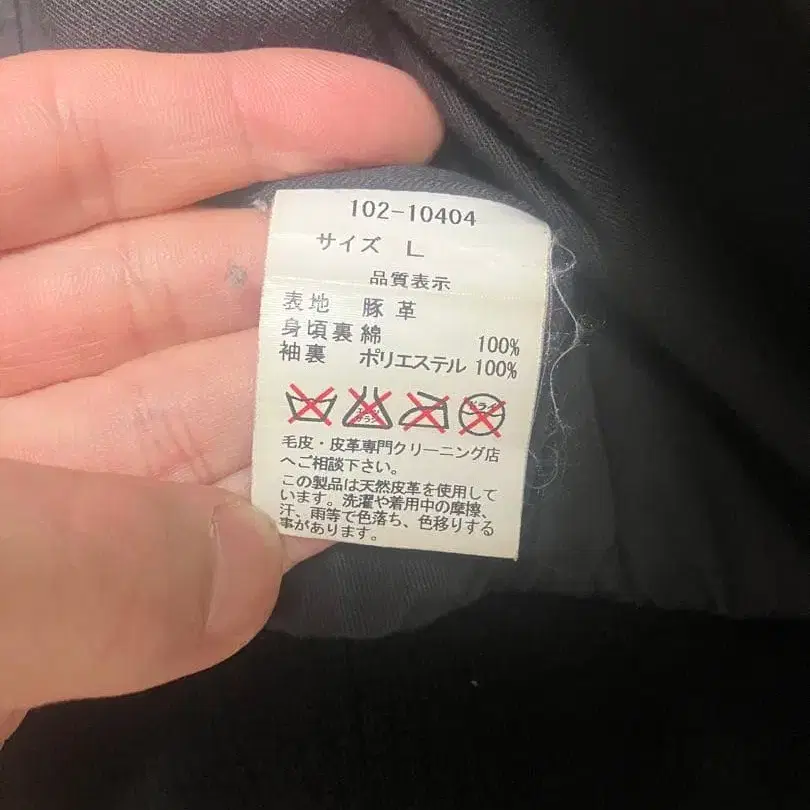 102-10404
サイズ L
品質表示
表地 豚革
身頃裏 綿 100%
袖裏 ポリエステル 100%
ドライ
毛皮・皮革専門クリーニング店
へご相談下さい。
この製品は天然皮革を使用して
います。洗濯や着用中の摩擦、
汗、雨等で色落ち、色移りする
事があります。